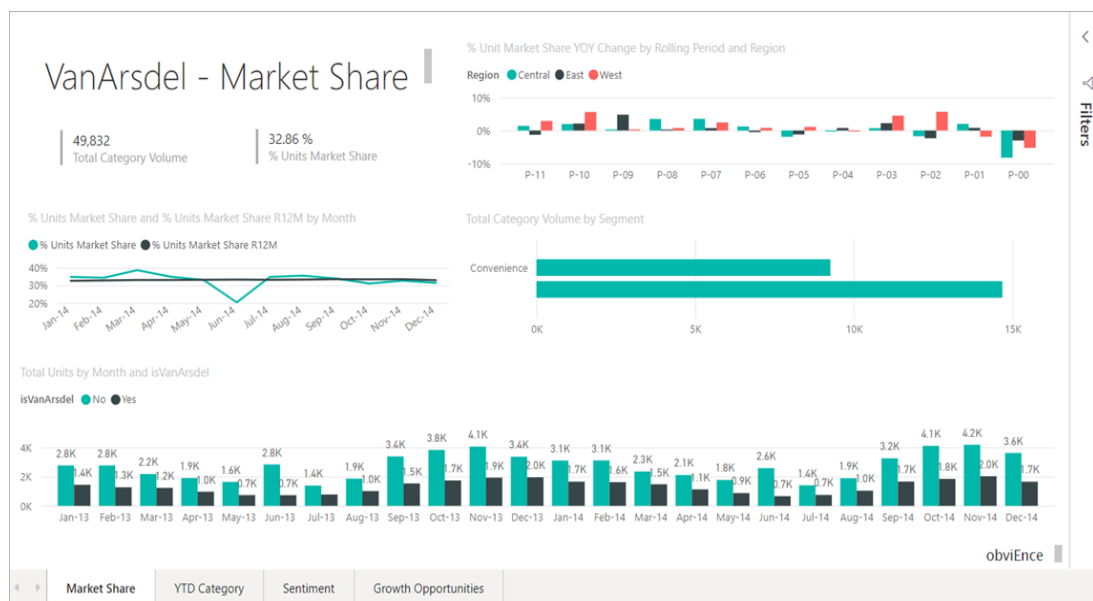 VanArsdel - Market Share
49,832
Total Category Volume
32.86 %
% Units Market Share
% Unit Market Share YOY Change by Rolling Period and Region
Region Central East West
10%
0%
-10%
P-11 P-10 P-09 P-08 P-07 P-06 P-05 P-04 P-03 P-02 P-01 P-00
Filters
% Units Market Share and % Units Market Share R12M by Month
% Units Market Share % Units Market Share R12M
40%
30%
20%
Jan-14 Feb-14 Mar-14 Apr-14 May-14 Jun-14 Jul-14 Aug-14 Sep-14 Oct-14 Nov-14 Dec-14
Total Category Volume by Segment
Convenience
0K 5K 10K 15K
Total Units by Month and isVanArsdel
isVanArsdel No Yes
4K
2K
0K
2.8K 1.4K 2.8K 1.3K 2.2K 1.2K 1.9K 1.0K 1.6K 0.7K 2.8K 0.7K 1.4K 1.9K 1.0K 3.4K 1.5K 3.8K 1.7K 4.1K 1.9K 3.4K 2.0K 3.1K 1.7K 3.1K 1.6K 2.3K 1.5K 2.1K 1.1K 1.8K 0.9K 2.6K 0.7K 1.4K 0.7K 1.9K 1.0K 3.2K 1.7K 4.1K 1.8K 4.2K 2.0K 3.6K 1.7K
Jan-13 Feb-13 Mar-13 Apr-13 May-13 Jun-13 Jul-13 Aug-13 Sep-13 Oct-13 Nov-13 Dec-13 Jan-14 Feb-14 Mar-14 Apr-14 May-14 Jun-14 Jul-14 Aug-14 Sep-14 Oct-14 Nov-14 Dec-14
obviEnce
Market Share YTD Category Sentiment Growth Opportunities